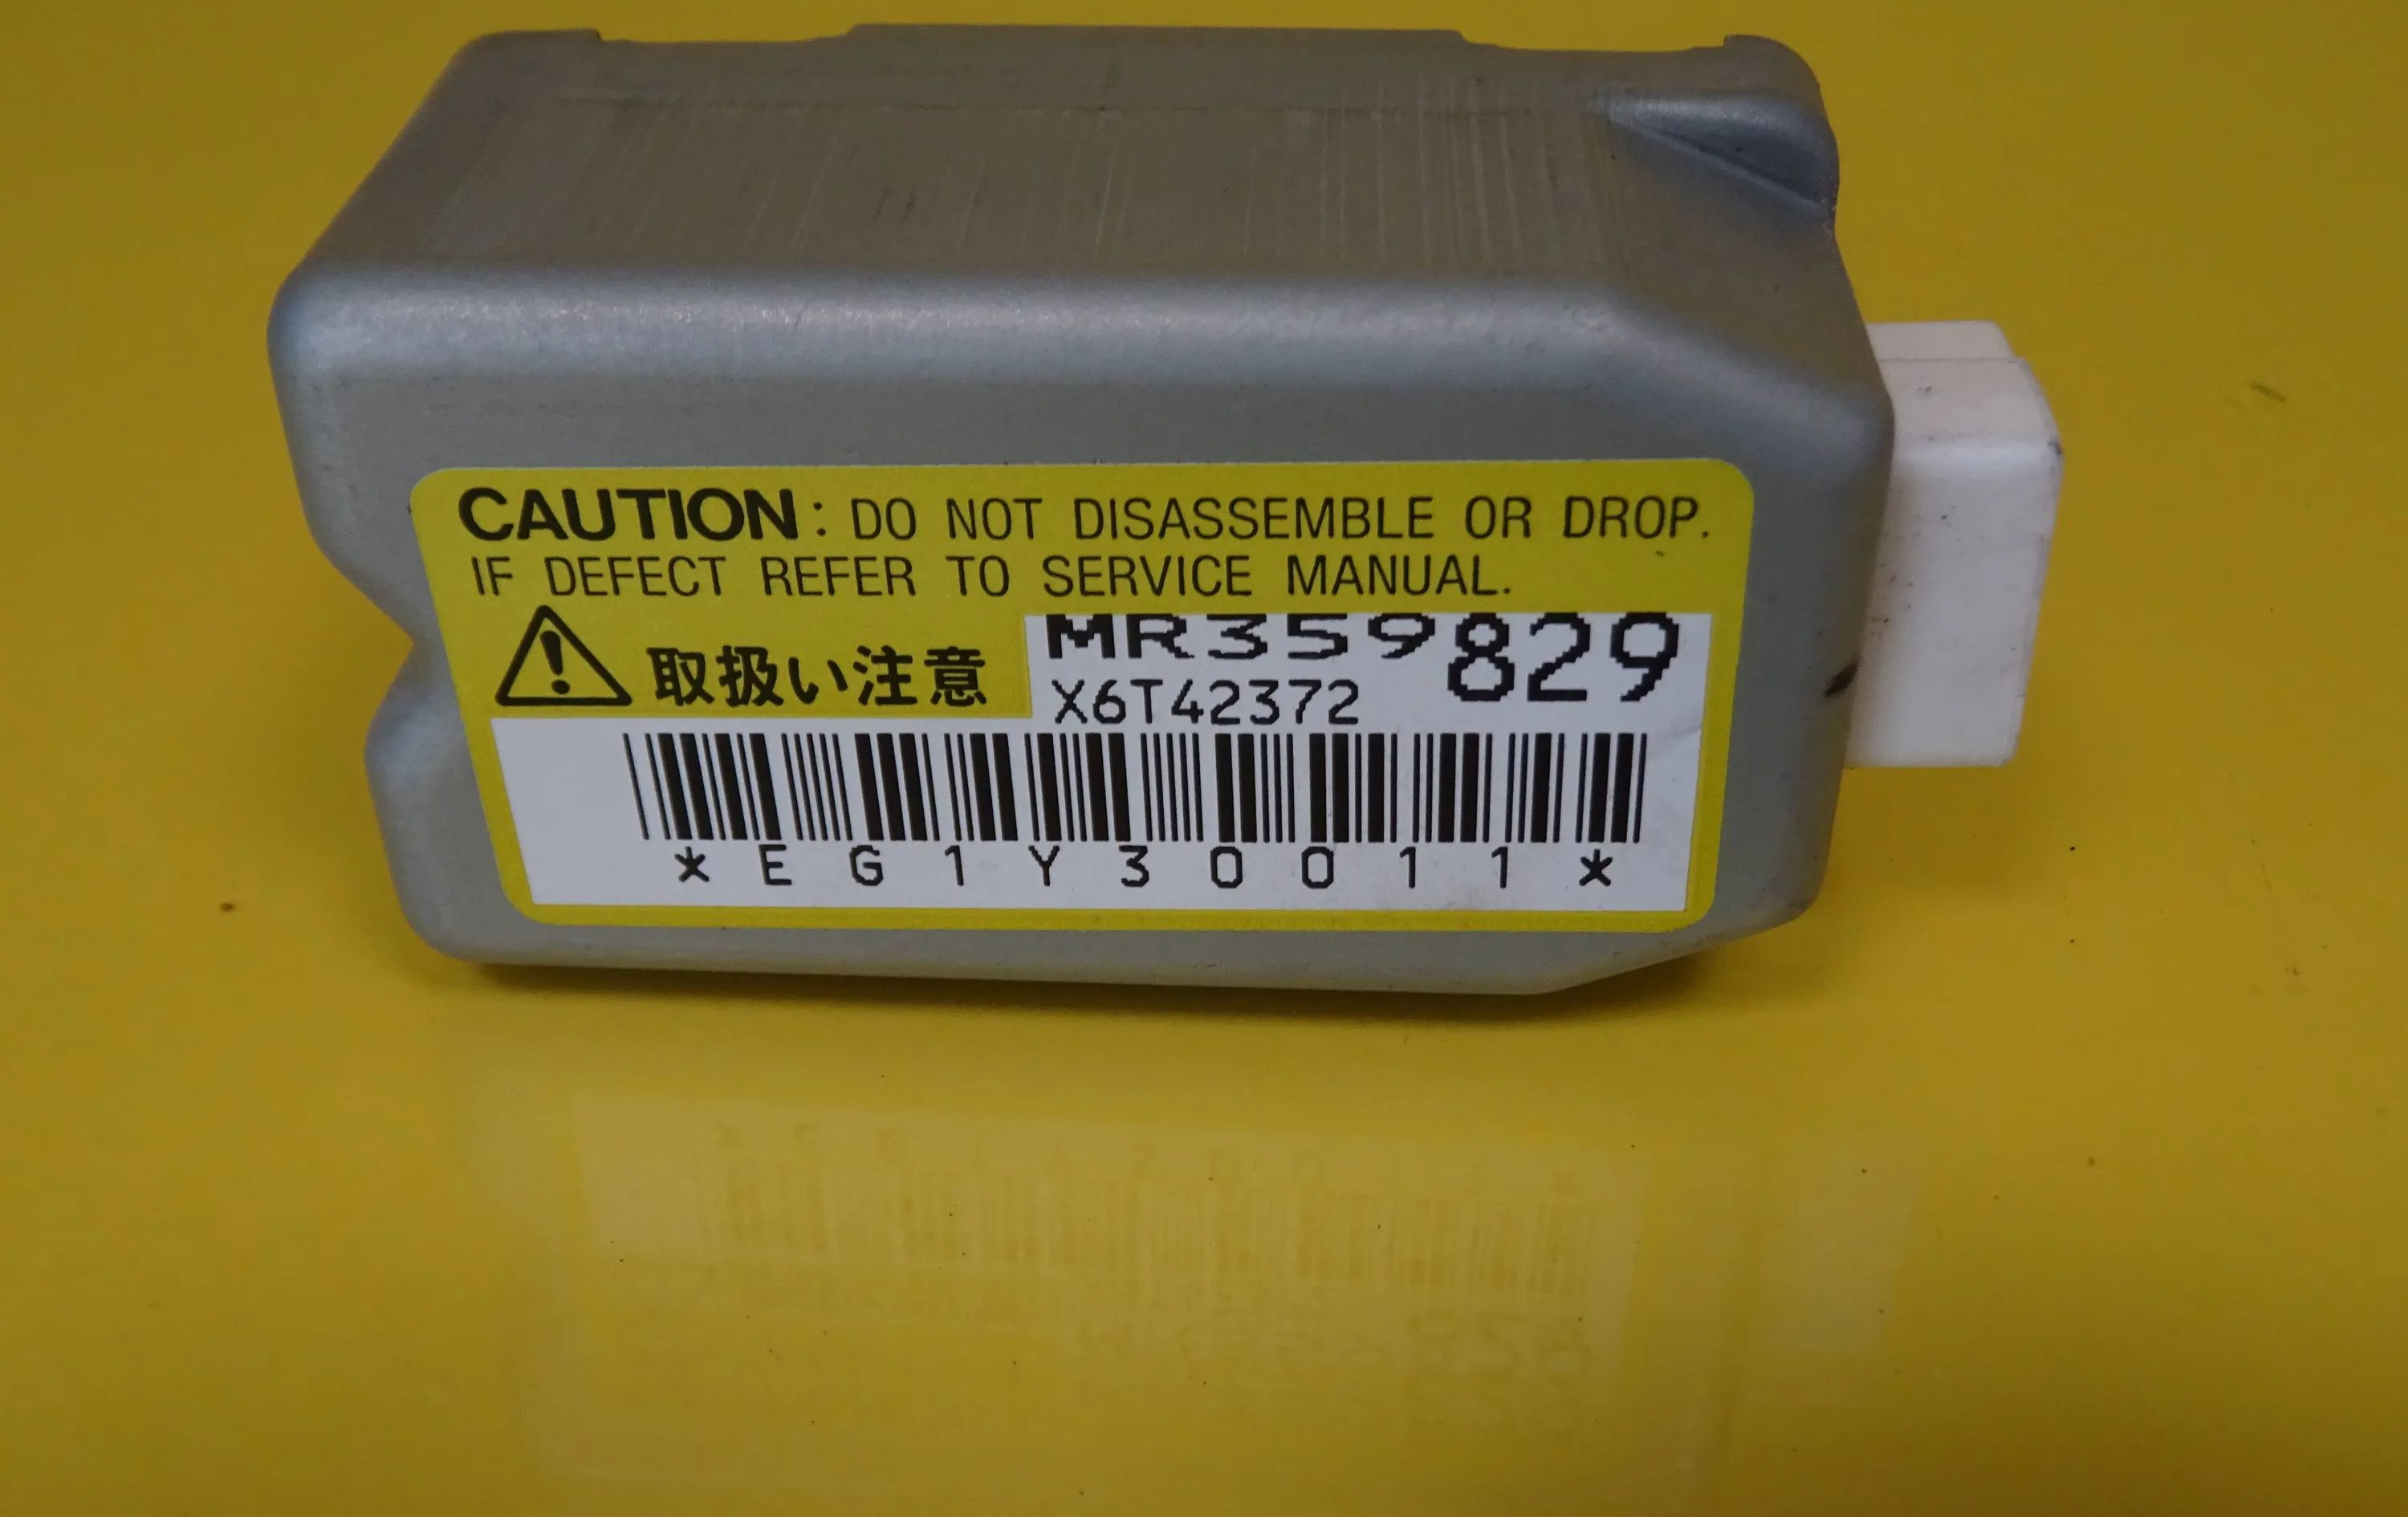 CAUTION: DO NOT DISASSEMBLE OR DROP.
IF DEFECT REFER TO SERVICE MANUAL.
取扱い注意
MR359829
X6T42372
*EG1Y30011*